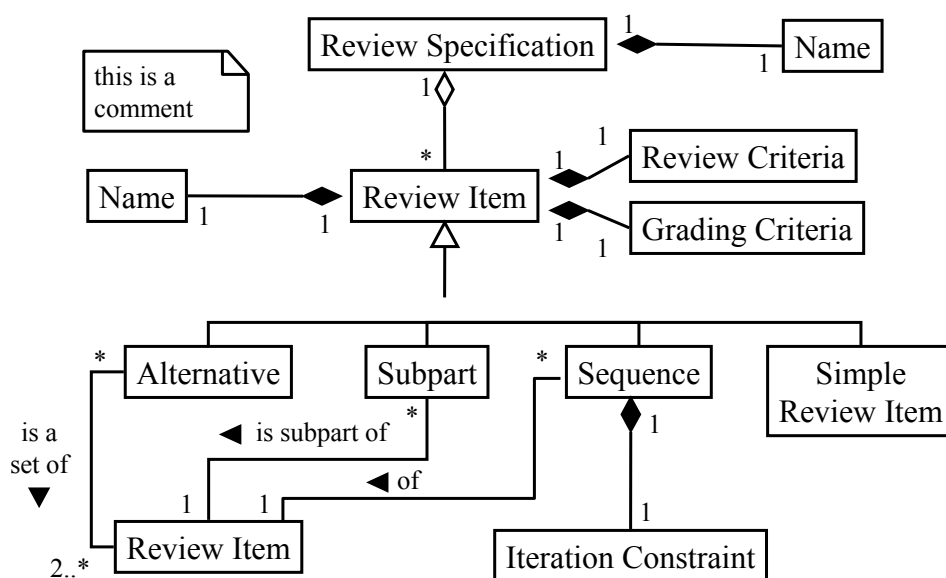 Review Specification
1
1
Name
this is a
comment
1
*
1
Review Criteria
1
Name
1
1
Review Item
1
1
Grading Criteria
*
Alternative
Subpart
*
Sequence
Simple
Review Item
*
1
is a
set of
◄ is subpart of
◄ of
▼
1
1
1
2..*
Review Item
Iteration Constraint